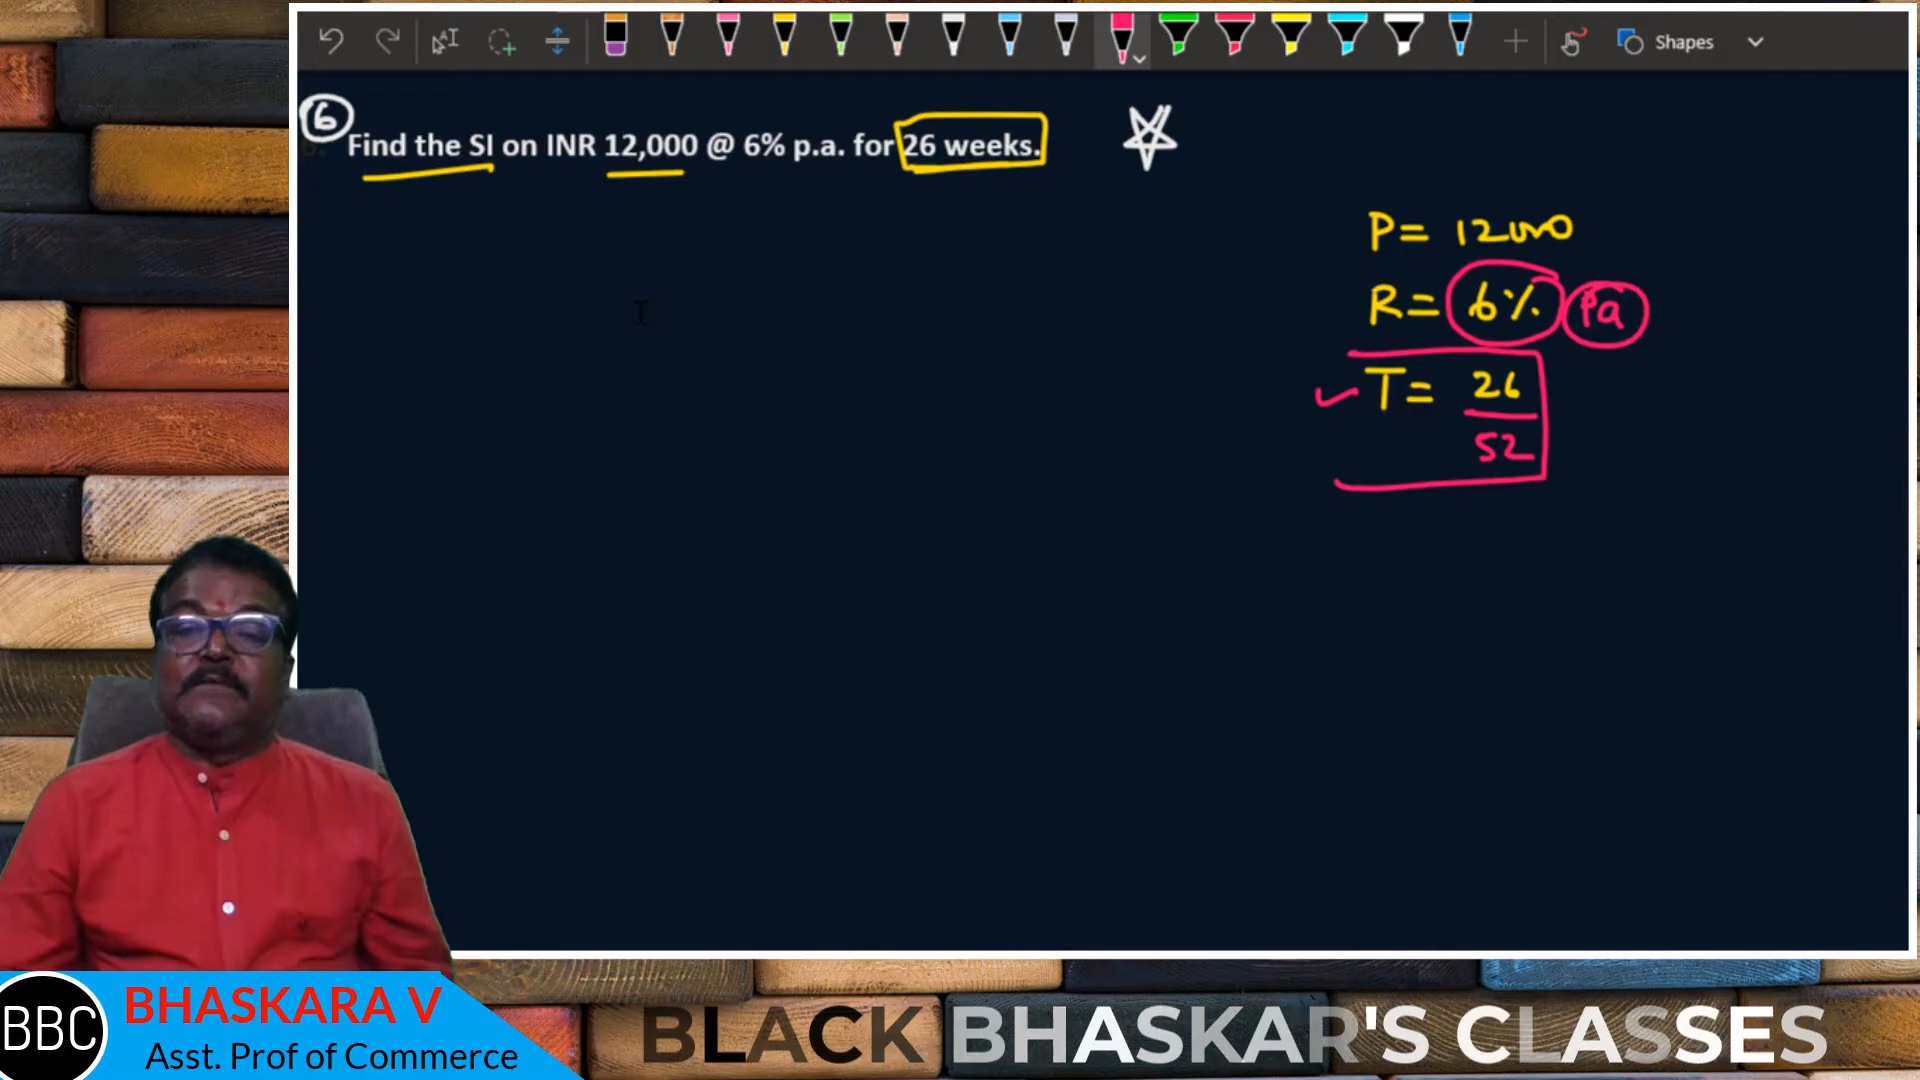 Shapes
6
Find the SI on INR 12,000 @ 6% p.a. for 26 weeks.
P = 12000
R = 6% Pa
T = 26
52
BBC
BHASKARA V
Asst. Prof of Commerce
BLACK BHASKAR'S CLASSES